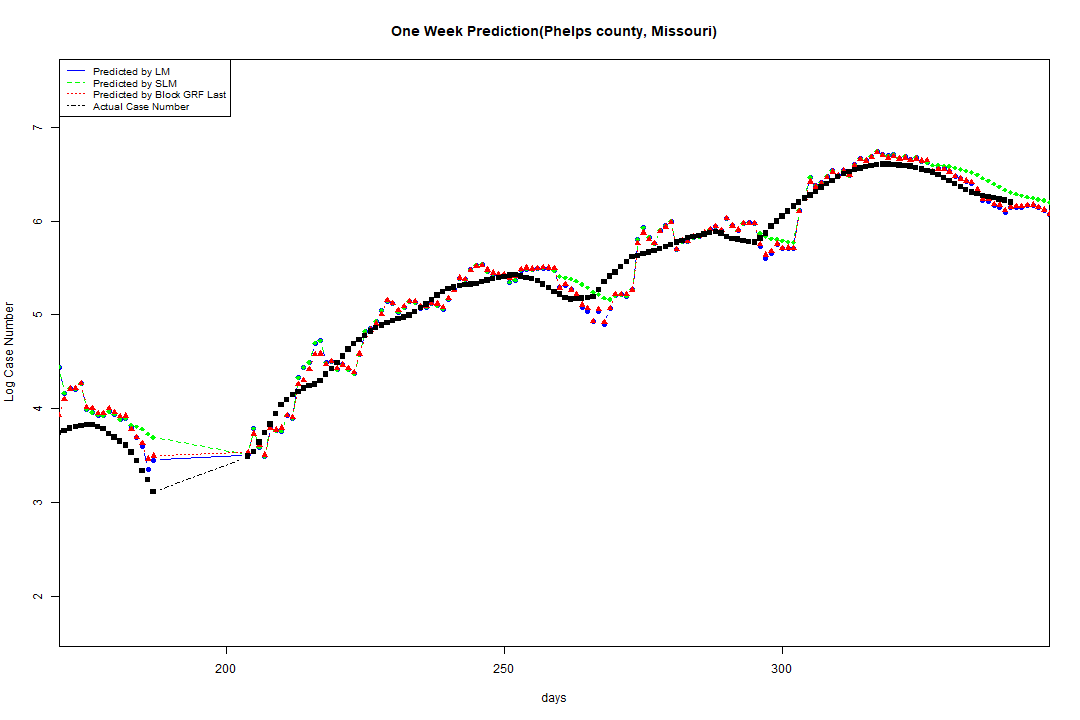 One Week Prediction(Phelps county, Missouri)
Predicted by LM
Predicted by SLM
Predicted by Block GRF Last
Actual Case Number
7
6
5
4
3
2
Log Case Number
200 250 300
days